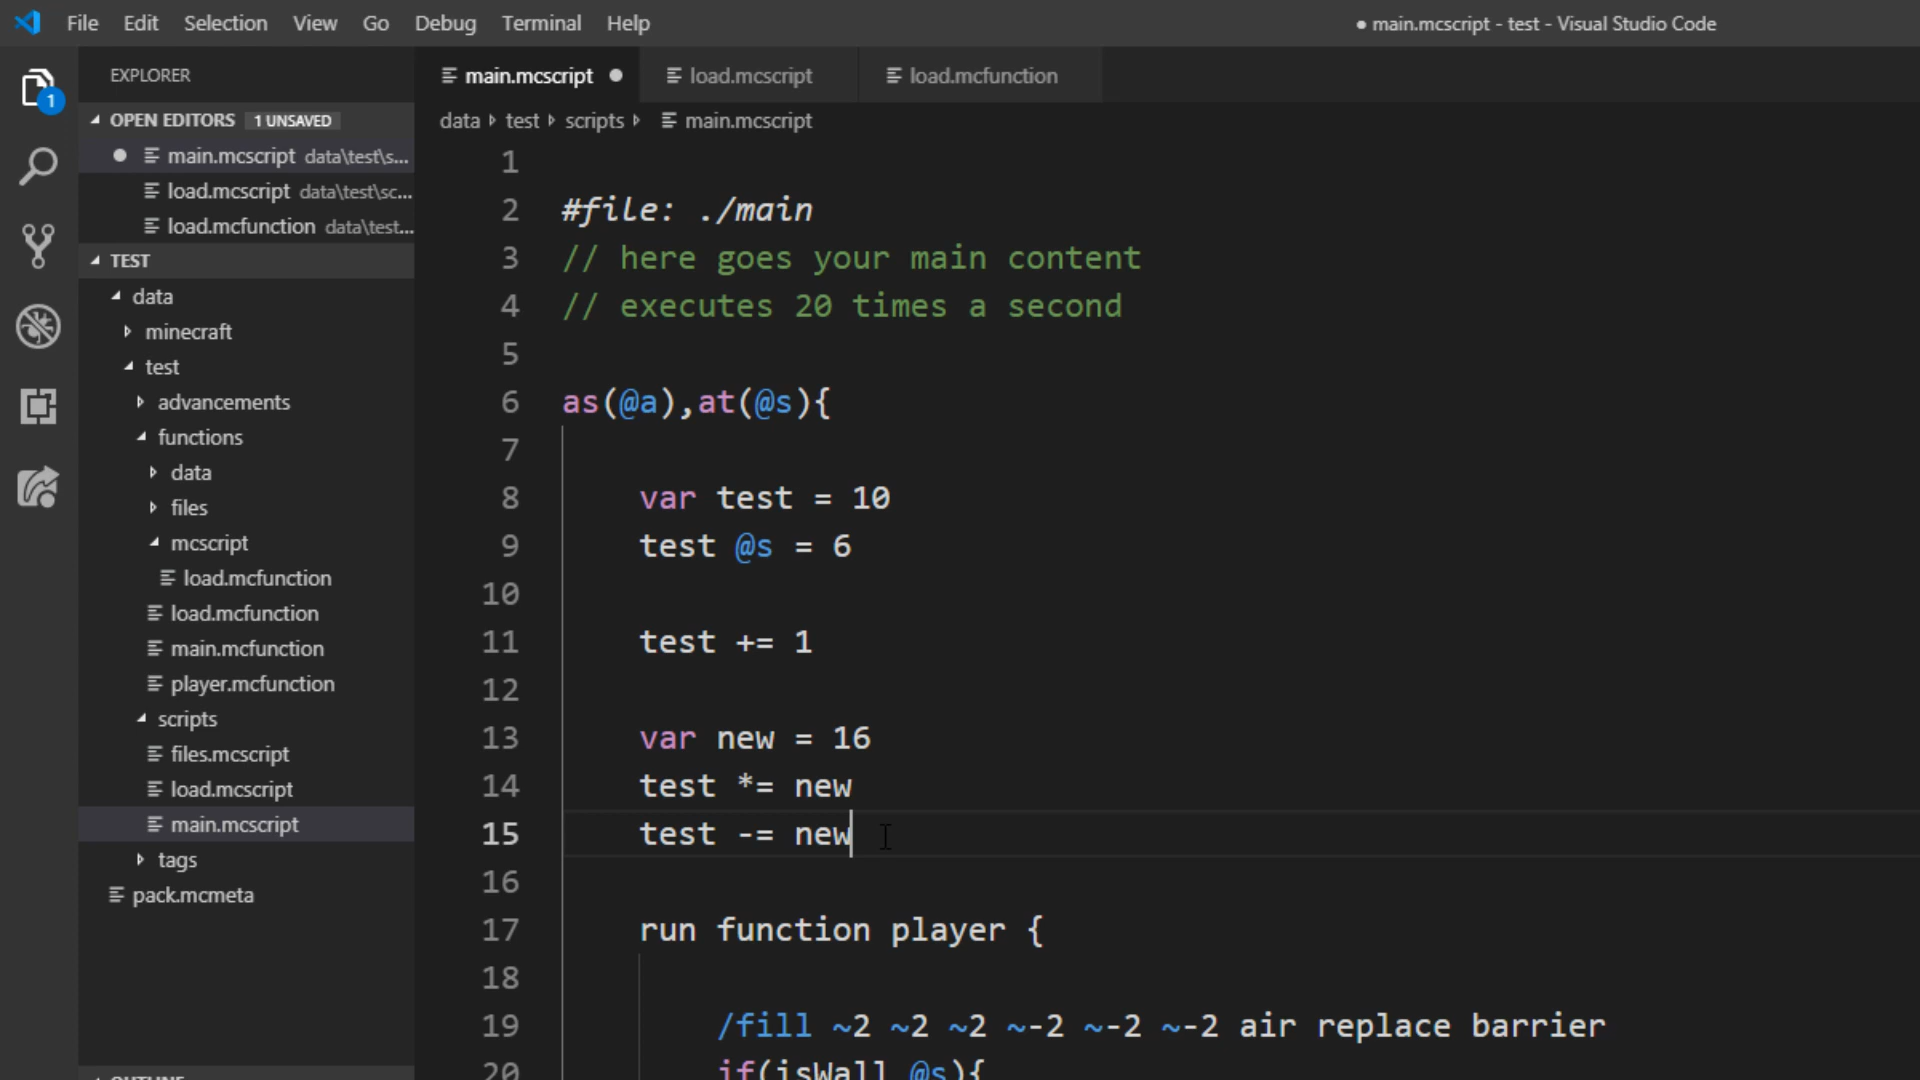 File Edit Selection View Go Debug Terminal Help
● main.mcscript - test - Visual Studio Code
1
EXPLORER
OPEN EDITORS 1 UNSAVED
main.mcscript data\test\s...
load.mcscript data\test\sc...
load.mcfunction data\test...
TEST
data
minecraft
test
advancements
functions
data
files
mcscript
load.mcfunction
load.mcfunction
main.mcfunction
player.mcfunction
scripts
files.mcscript
load.mcscript
main.mcscript
tags
pack.mcmeta
OUTLINE
main.mcscript load.mcscript load.mcfunction
data test scripts main.mcscript
1
2 #file: ./main
3 // here goes your main content
4 // executes 20 times a second
5
6 as(@a),at(@s){
7
8 var test = 10
9 test @s = 6
10
11 test += 1
12
13 var new = 16
14 test *= new
15 test -= new
16
17 run function player {
18
19 /fill ~2 ~2 ~2 ~-2 ~-2 ~-2 air replace barrier
20 if(isWall @s){